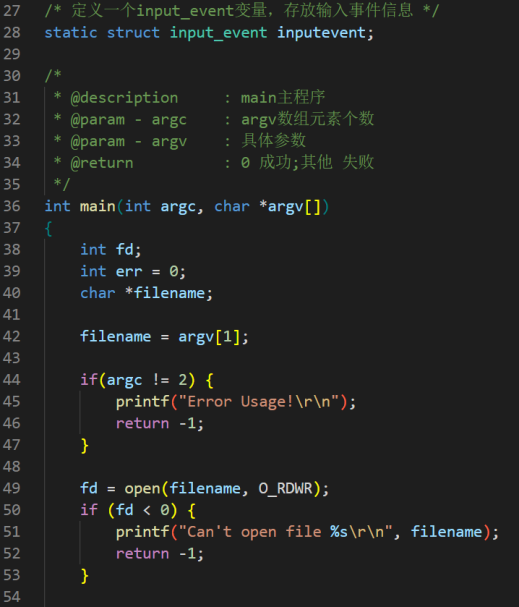 27 /* 定义一个input_event变量，存放输入事件信息 */
28 static struct input_event inputevent;
29
30 /*
31  * @description     : main主程序
32  * @param - argc    : argv数组元素个数
33  * @param - argv    : 具体参数
34  * @return          : 0 成功;其他 失败
35  */
36 int main(int argc, char *argv[])
37 {
38     int fd;
39     int err = 0;
40     char *filename;
41
42     filename = argv[1];
43
44     if(argc != 2) {
45         printf("Error Usage!\r\n");
46         return -1;
47     }
48
49     fd = open(filename, O_RDWR);
50     if (fd < 0) {
51         printf("Can't open file %s\r\n", filename);
52         return -1;
53     }
54